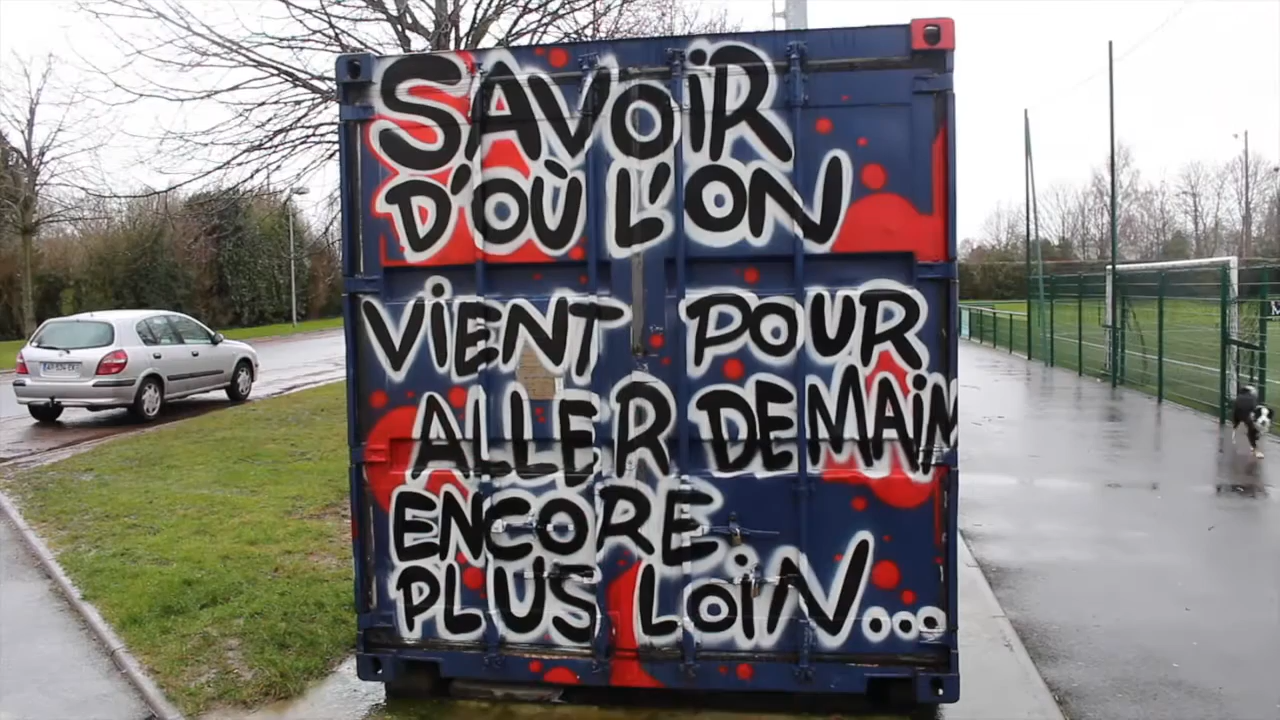 SAVOIR
D'OÙ L'ON
ViENT POUR
ALLER DEMAiN
ENCORE
PLUS LOiN...